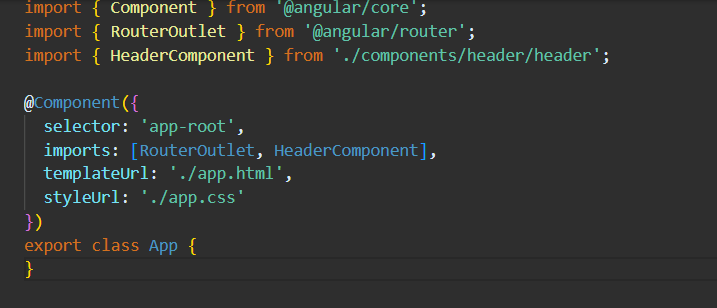 import { Component } from '@angular/core';
import { RouterOutlet } from '@angular/router';
import { HeaderComponent } from './components/header/header';

@Component({
  selector: 'app-root',
  imports: [RouterOutlet, HeaderComponent],
  templateUrl: './app.html',
  styleUrl: './app.css'
})
export class App {
}